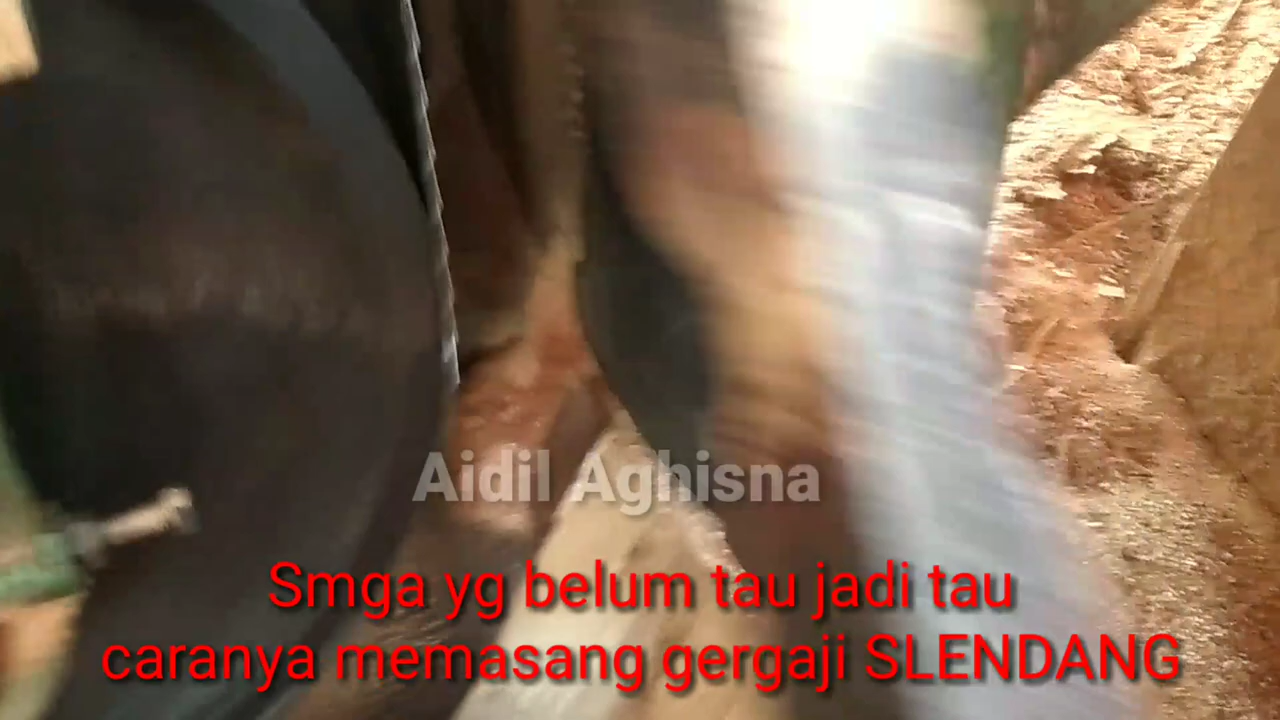 Aidil Aghisna
Smga yg belum tau jadi tau
caranya memasang gergaji SLENDANG